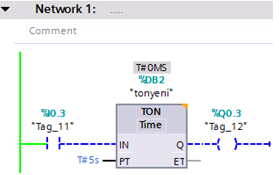 Network 1: .....
Comment
T#0MS
%DB2
"tonyeni"
%I0.3
"Tag_11"
TON
Time
%Q0.3
"Tag_12"
IN
Q
T#5s
PT
ET